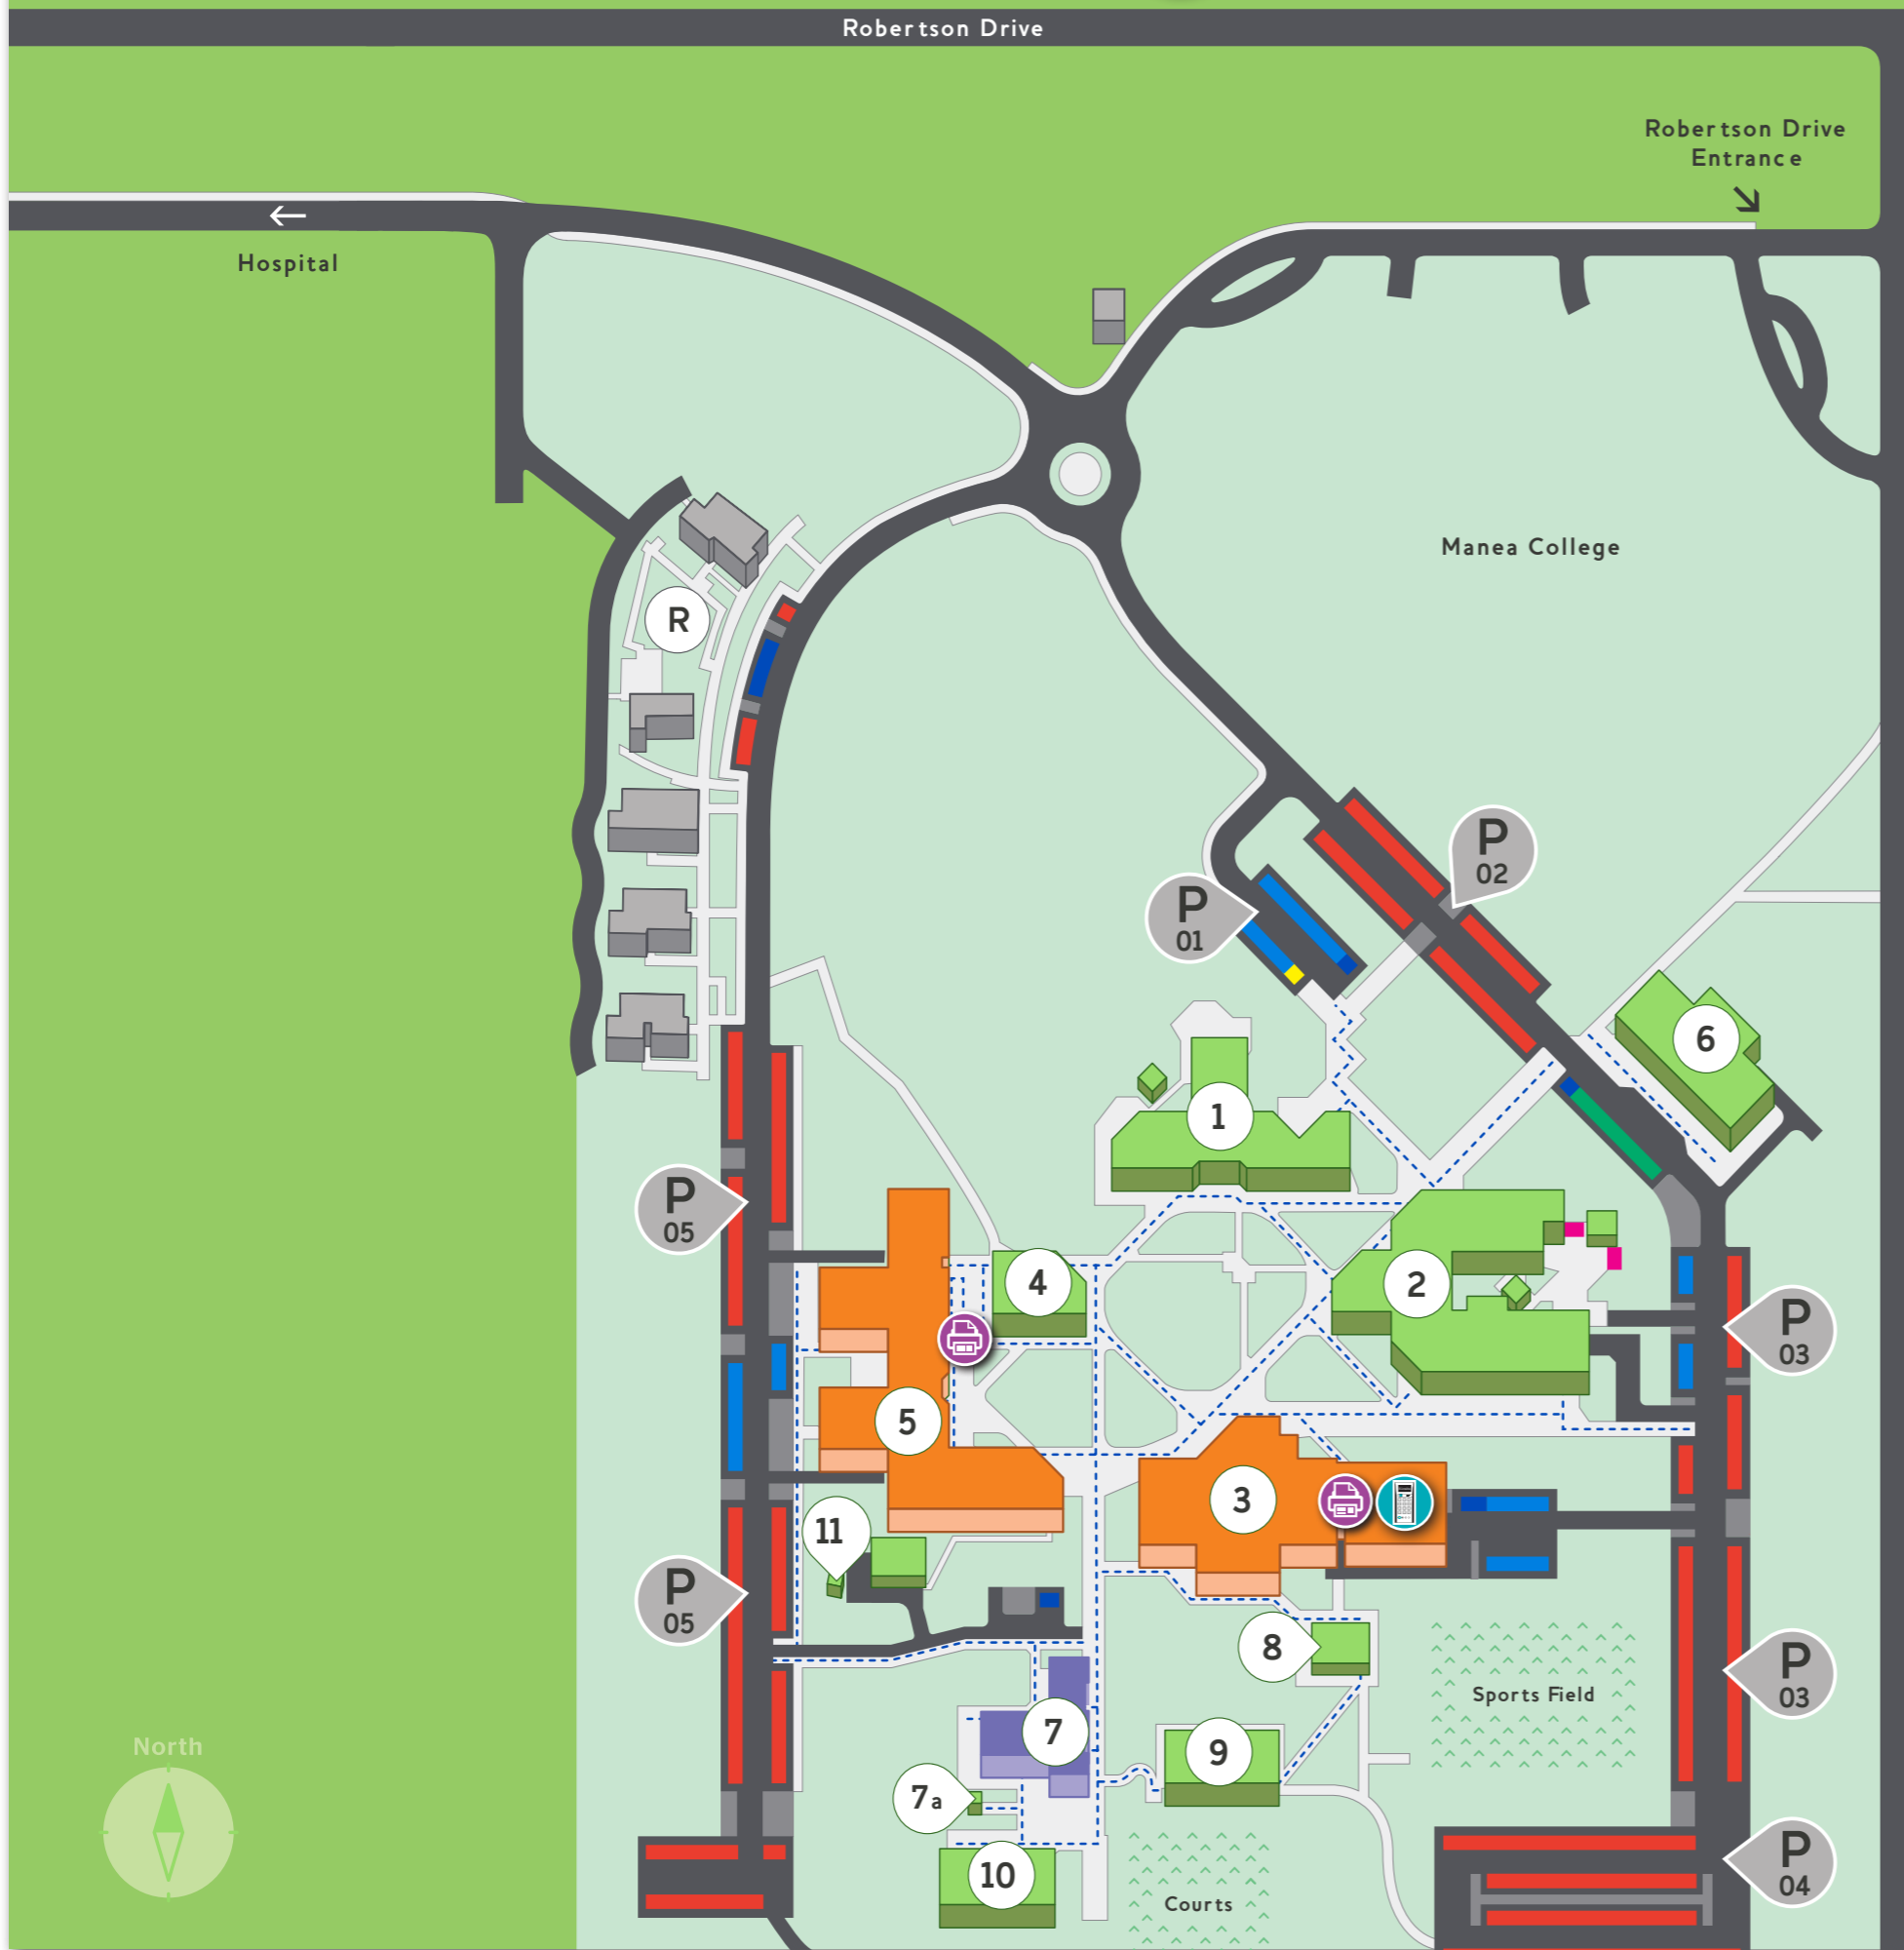 Robertson Drive
Robertson Drive
Entrance
Hospital
Manea College
R
P
02
P
01
6
1
P
05
4
2
P
03
5
3
11
P
05
8
Sports Field
P
03
7
9
7a
North
10
P
04
Courts